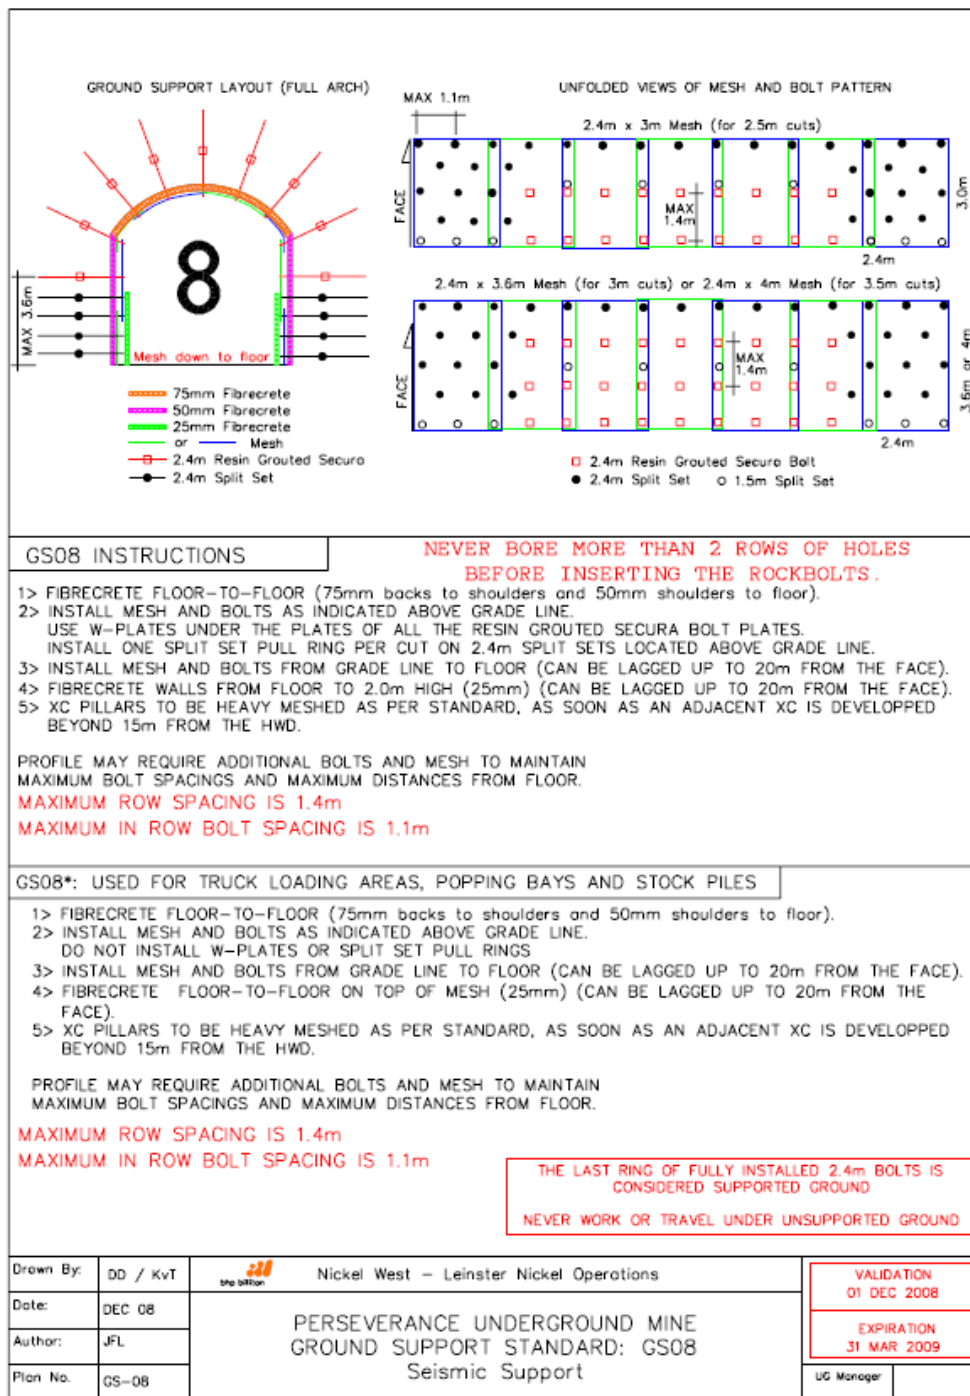 GROUND SUPPORT LAYOUT (FULL ARCH)
8
MAX 3.6m
Mesh down to floor
75mm Fibrecrete
50mm Fibrecrete
25mm Fibrecrete
or Mesh
2.4m Resin Grouted Secura
2.4m Split Set
UNFOLDED VIEWS OF MESH AND BOLT PATTERN
MAX 1.1m
2.4m x 3m Mesh (for 2.5m cuts)
FACE
MAX
1.4m
3.0m
2.4m
2.4m x 3.6m Mesh (for 3m cuts) or 2.4m x 4m Mesh (for 3.5m cuts)
FACE
MAX
1.4m
3.6m or 4m
2.4m
2.4m Resin Grouted Secura Bolt
2.4m Split Set 1.5m Split Set
GS08 INSTRUCTIONS
NEVER BORE MORE THAN 2 ROWS OF HOLES
BEFORE INSERTING THE ROCKBOLTS.
1> FIBRECRETE FLOOR-TO-FLOOR (75mm backs to shoulders and 50mm shoulders to floor).
2> INSTALL MESH AND BOLTS AS INDICATED ABOVE GRADE LINE.
USE W-PLATES UNDER THE PLATES OF ALL THE RESIN GROUTED SECURA BOLT PLATES.
INSTALL ONE SPLIT SET PULL RING PER CUT ON 2.4m SPLIT SETS LOCATED ABOVE GRADE LINE.
3> INSTALL MESH AND BOLTS FROM GRADE LINE TO FLOOR (CAN BE LAGGED UP TO 20m FROM THE FACE).
4> FIBRECRETE WALLS FROM FLOOR TO 2.0m HIGH (25mm) (CAN BE LAGGED UP TO 20m FROM THE FACE).
5> XC PILLARS TO BE HEAVY MESHED AS PER STANDARD, AS SOON AS AN ADJACENT XC IS DEVELOPPED
BEYOND 15m FROM THE HWD.
PROFILE MAY REQUIRE ADDITIONAL BOLTS AND MESH TO MAINTAIN
MAXIMUM BOLT SPACINGS AND MAXIMUM DISTANCES FROM FLOOR.
MAXIMUM ROW SPACING IS 1.4m
MAXIMUM IN ROW BOLT SPACING IS 1.1m
GS08*: USED FOR TRUCK LOADING AREAS, POPPING BAYS AND STOCK PILES
1> FIBRECRETE FLOOR-TO-FLOOR (75mm backs to shoulders and 50mm shoulders to floor).
2> INSTALL MESH AND BOLTS AS INDICATED ABOVE GRADE LINE.
DO NOT INSTALL W-PLATES OR SPLIT SET PULL RINGS
3> INSTALL MESH AND BOLTS FROM GRADE LINE TO FLOOR (CAN BE LAGGED UP TO 20m FROM THE FACE).
4> FIBRECRETE FLOOR-TO-FLOOR ON TOP OF MESH (25mm) (CAN BE LAGGED UP TO 20m FROM THE
FACE).
5> XC PILLARS TO BE HEAVY MESHED AS PER STANDARD, AS SOON AS AN ADJACENT XC IS DEVELOPPED
BEYOND 15m FROM THE HWD.
PROFILE MAY REQUIRE ADDITIONAL BOLTS AND MESH TO MAINTAIN
MAXIMUM BOLT SPACINGS AND MAXIMUM DISTANCES FROM FLOOR.
MAXIMUM ROW SPACING IS 1.4m
MAXIMUM IN ROW BOLT SPACING IS 1.1m
THE LAST RING OF FULLY INSTALLED 2.4m BOLTS IS
CONSIDERED SUPPORTED GROUND
NEVER WORK OR TRAVEL UNDER UNSUPPORTED GROUND
Drawn By: DD / KvT
Date: DEC 08
Author: JFL
Plan No. GS-08
bhp billiton
Nickel West - Leinster Nickel Operations
PERSEVERANCE UNDERGROUND MINE
GROUND SUPPORT STANDARD: GS08
Seismic Support
VALIDATION
01 DEC 2008
EXPIRATION
31 MAR 2009
UG Manager